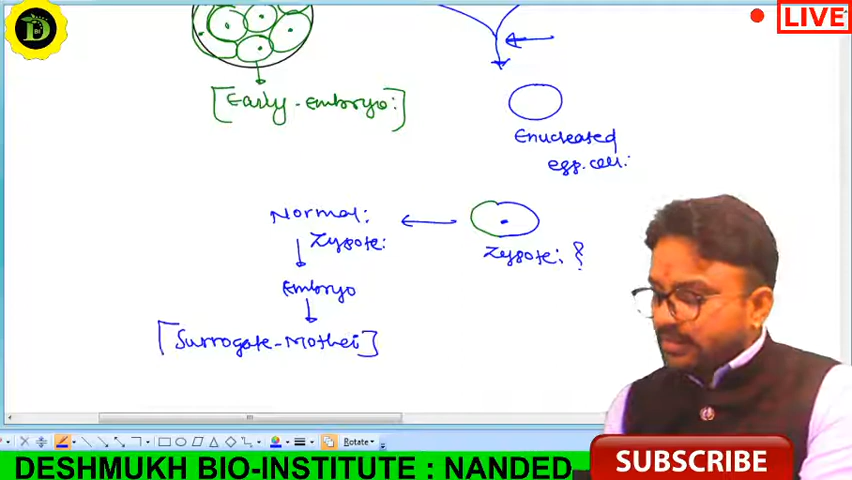 D
LIVE
[Early-embryo:]
Enucleated
egg.cell:
Normal:
Zygote:
Zygote:}
Embryo
[Surrogate-Mother]
Rotate
DESHMUKH BIO-INSTITUTE : NANDED
SUBSCRIBE